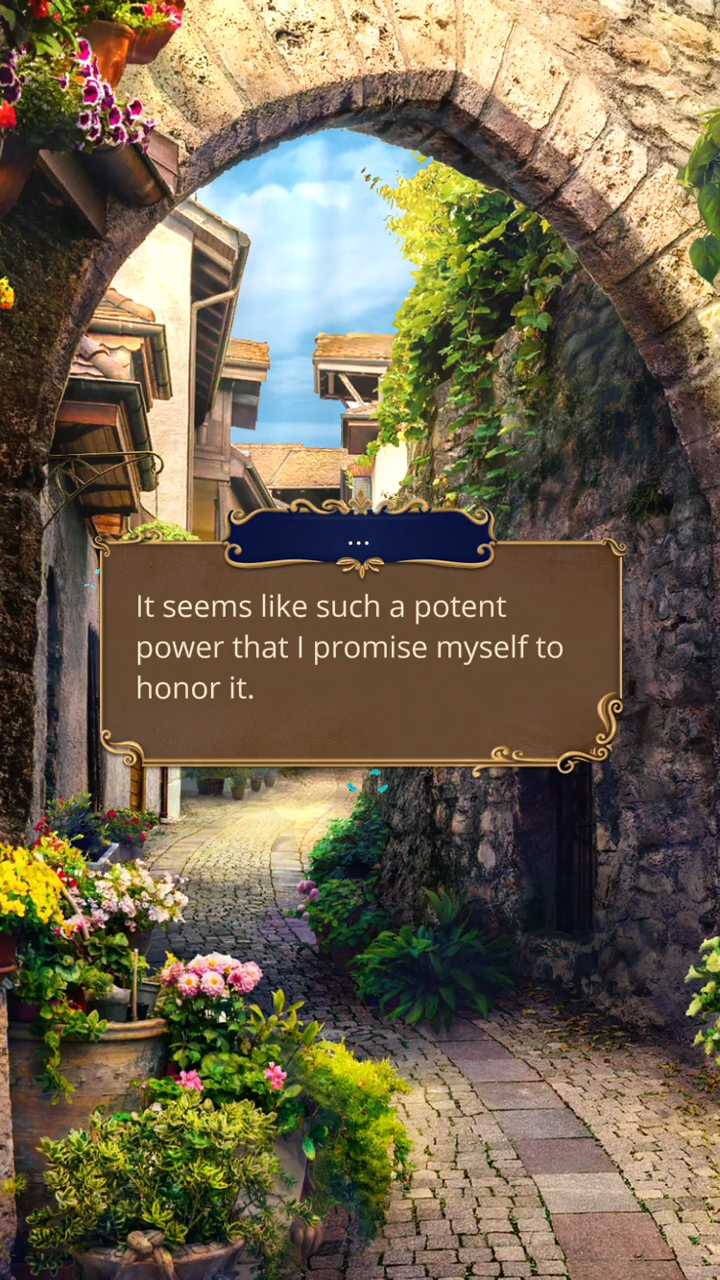 ...
It seems like such a potent
power that I promise myself to
honor it.